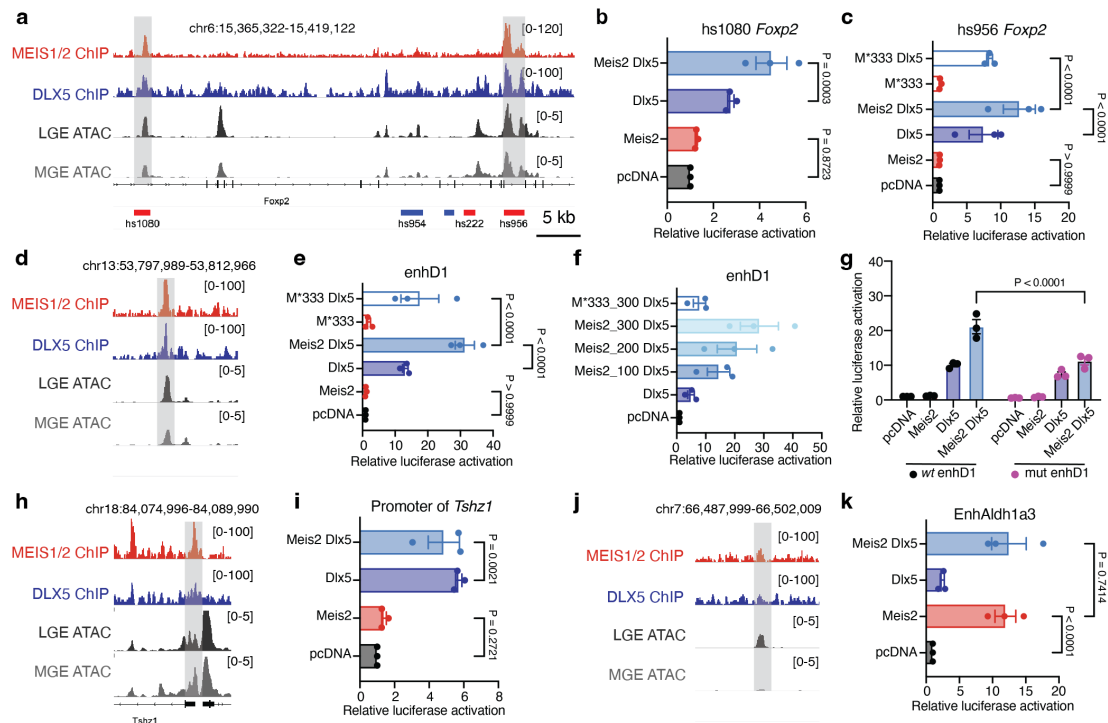 a
chr6:15,365,322-15,419,122
MEIS1/2 ChIP
[0-120]
DLX5 ChIP
[0-100]
LGE ATAC
[0-5]
MGE ATAC
[0-5]
Foxp2
hs1080
hs954
hs222
hs956
5 kb
b
hs1080 Foxp2
Meis2 Dlx5
Dlx5
Meis2
pcDNA
P = 0.0003
P = 0.8723
0 2 4 6
Relative luciferase activation
c
hs956 Foxp2
M*333 Dlx5
M*333
Meis2 Dlx5
Dlx5
Meis2
pcDNA
P < 0.0001
P < 0.0001
P > 0.9999
0 5 10 15 20
Relative luciferase activation
d
chr13:53,797,989-53,812,966
MEIS1/2 ChIP
[0-100]
DLX5 ChIP
[0-100]
LGE ATAC
[0-5]
MGE ATAC
[0-5]
e
enhD1
M*333 Dlx5
M*333
Meis2 Dlx5
Dlx5
Meis2
pcDNA
P < 0.0001
P < 0.0001
P > 0.9999
0 10 20 30 40
Relative luciferase activation
f
enhD1
M*333_300 Dlx5
Meis2_300 Dlx5
Meis2_200 Dlx5
Meis2_100 Dlx5
Dlx5
pcDNA
0 10 20 30 40 50
Relative luciferase activation
g
Relative luciferase activation
40
30
20
10
0
P < 0.0001
pcDNA
Meis2
Dlx5
Meis2 Dlx5
pcDNA
Meis2
Dlx5
Meis2 Dlx5
wt enhD1
mut enhD1
h
chr18:84,074,996-84,089,990
MEIS1/2 ChIP
[0-100]
DLX5 ChIP
[0-100]
LGE ATAC
[0-5]
MGE ATAC
[0-5]
Tshz1
i
Promoter of Tshz1
Meis2 Dlx5
Dlx5
Meis2
pcDNA
P = 0.0021
P = 0.2721
0 2 4 6 8
Relative luciferase activation
j
chr7:66,487,999-66,502,009
MEIS1/2 ChIP
[0-100]
DLX5 ChIP
[0-100]
LGE ATAC
[0-5]
MGE ATAC
[0-5]
k
EnhAldh1a3
Meis2 Dlx5
Dlx5
Meis2
pcDNA
P = 0.7414
P < 0.0001
0 5 10 15 20
Relative luciferase activation